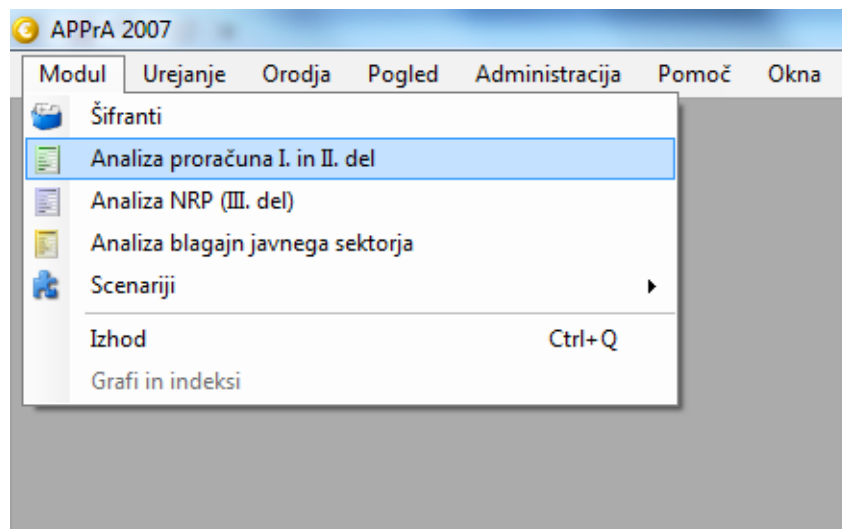 APPrA 2007
Modul Urejanje Orodja Pogled Administracija Pomoč Okna
Šifranti
Analiza proračuna I. in II. del
Analiza NRP (III. del)
Analiza blagajn javnega sektorja
Scenariji
Izhod Ctrl+Q
Grafi in indeksi